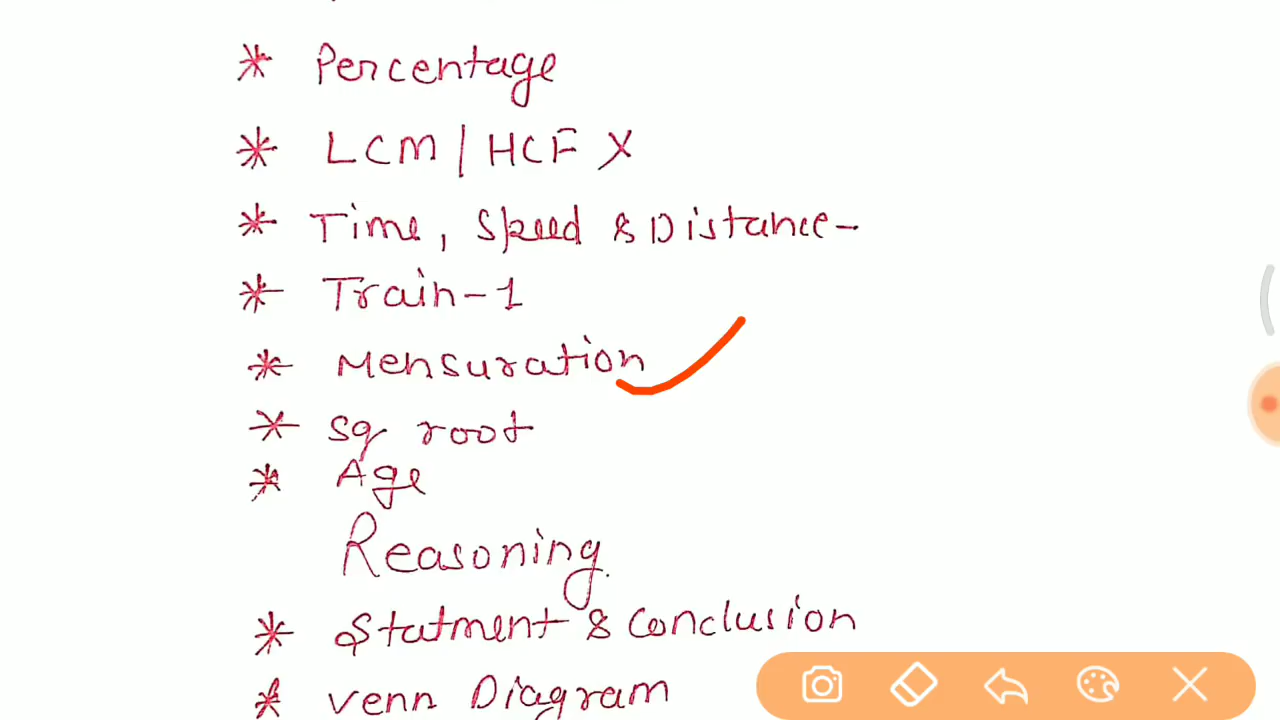 * Percentage
* LCM / HCF X
* Time, Speed & Distance -
* Train - 1
* Mensuration
* Sq root
* Age
Reasoning
* Statment & Conclusion
* Venn Diagram